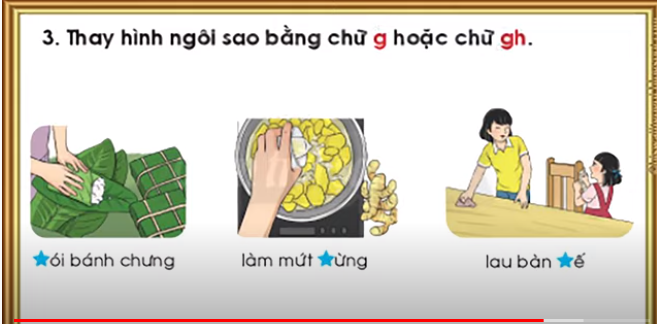 3. Thay hình ngôi sao bằng chữ g hoặc chữ gh.
★ói bánh chưng
làm mứt ★ừng
lau bàn ★ế